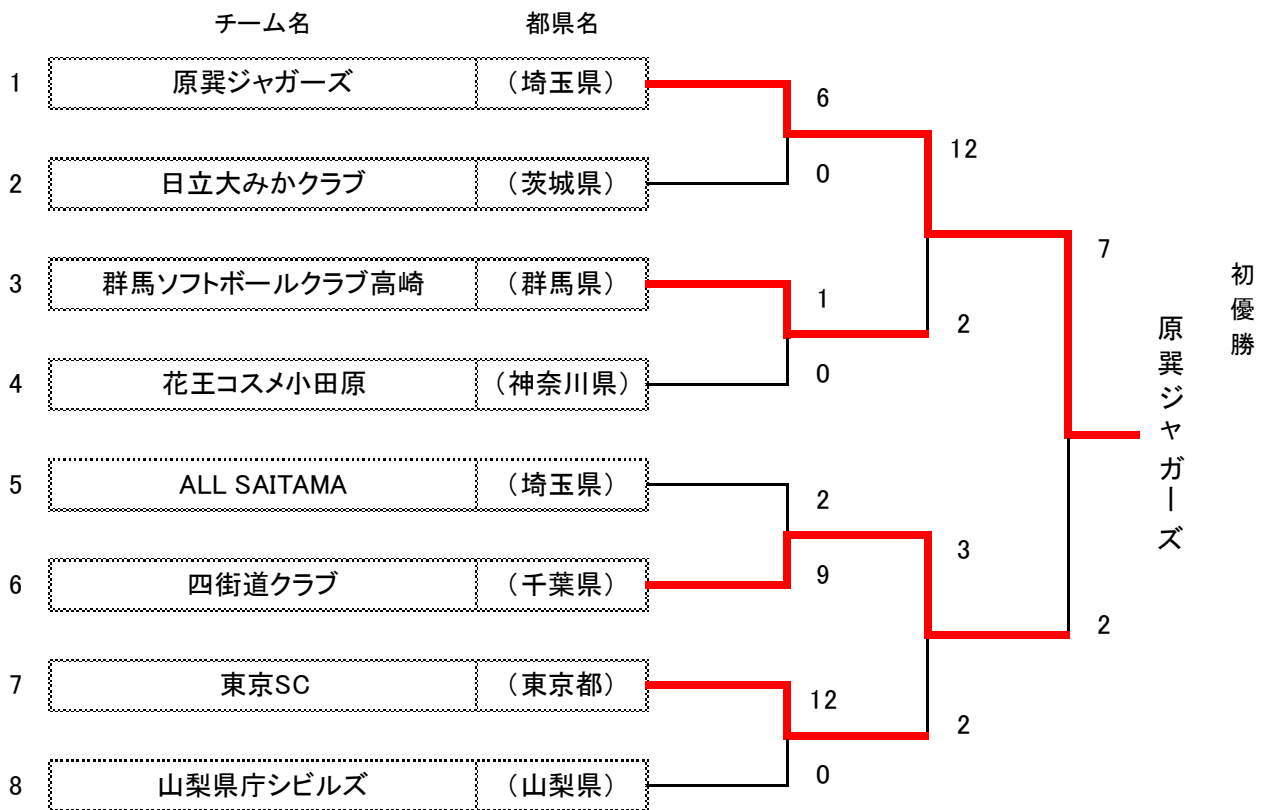 チーム名 都県名
1 原巽ジャガーズ （埼玉県）
6
12
2 日立大みかクラブ （茨城県）
0
7
3 群馬ソフトボールクラブ高崎 （群馬県）
1
2
4 花王コスメ小田原 （神奈川県）
0
初優勝
原巽ジャガーズ
5 ALL SAITAMA （埼玉県）
2
3
6 四街道クラブ （千葉県）
9
2
7 東京SC （東京都）
12
2
8 山梨県庁シビルズ （山梨県）
0